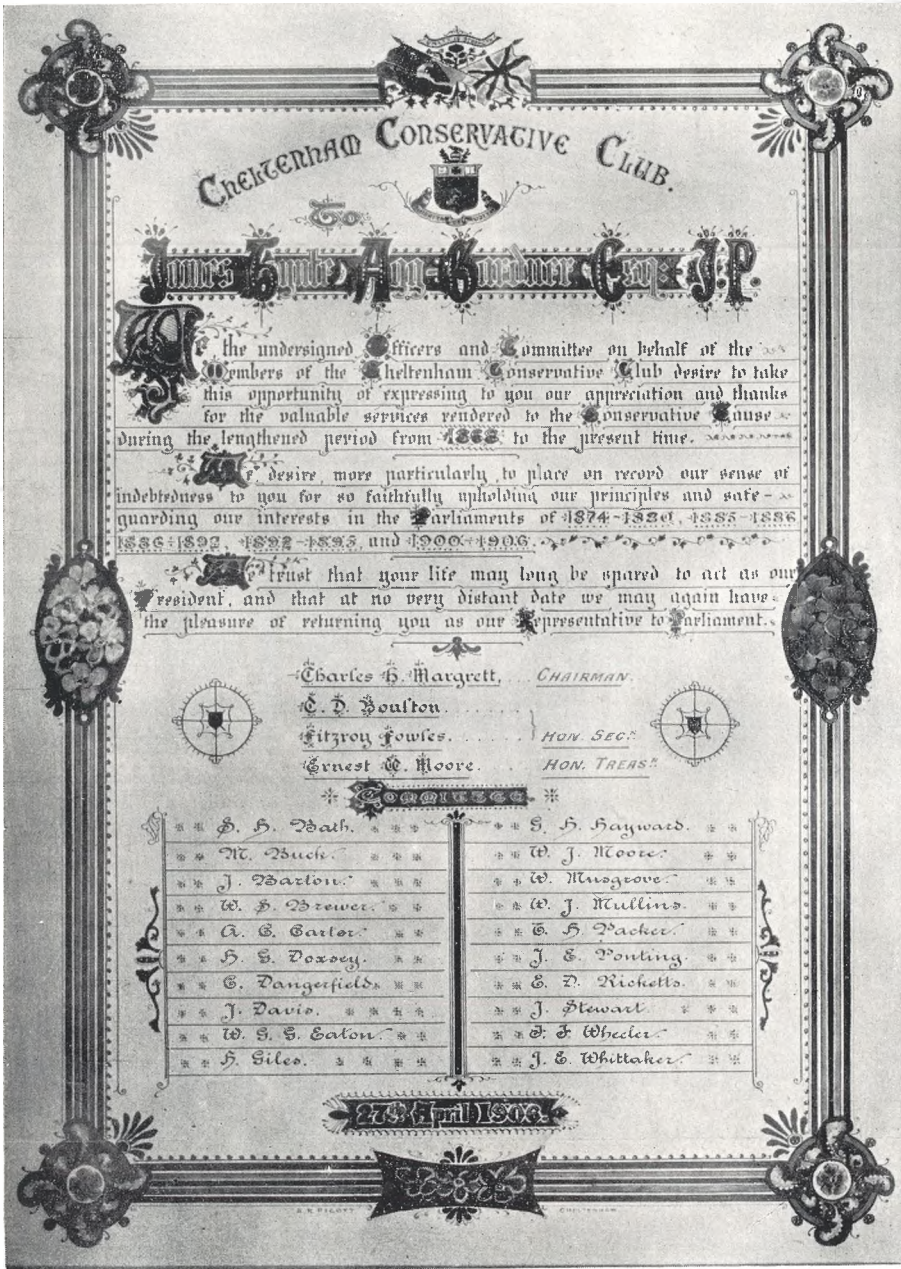 CHELTENHAM CONSERVATIVE CLUB.
To
James Tynte Agg-Gardner Esq: J.P.
We the undersigned Officers and Committee on behalf of the
Members of the Cheltenham Conservative Club desire to take
this opportunity of expressing to you our appreciation and thanks
for the valuable services rendered to the Conservative Cause
during the lengthened period from 1868 to the present time.
We desire, more particularly, to place on record our sense of
indebtedness to you for so faithfully upholding our principles and safe-
guarding our interests in the Parliaments of 1874-1880, 1885-1886
1886-1892, 1892-1895, and 1900-1906.
We trust that your life may long be spared to act as our
President, and that at no very distant date we may again have
the pleasure of returning you as our Representative to Parliament.
Charles H. Margrett, ... CHAIRMAN.
C. D. Boulton
Fitzroy Fowles. HON. SECS
Ernest W. Moore. HON. TREASR
COMMITTEE
S. H. Bath.
M. Buck.
J. Barton.
W. S. Brewer.
A. C. Carter.
H. G. Dorsey.
C. Dangerfield.
J. Davis.
W. G. G. Eaton.
H. Giles.
G. H. Hayward.
W. J. Moore.
W. Musgrove.
W. J. Mullins.
T. H. Packer.
J. E. Ponting.
E. D. Ricketts.
J. Stewart.
F. F. Wheeler.
J. E. Whittaker.
27th April 1906.
CHELTENHAM